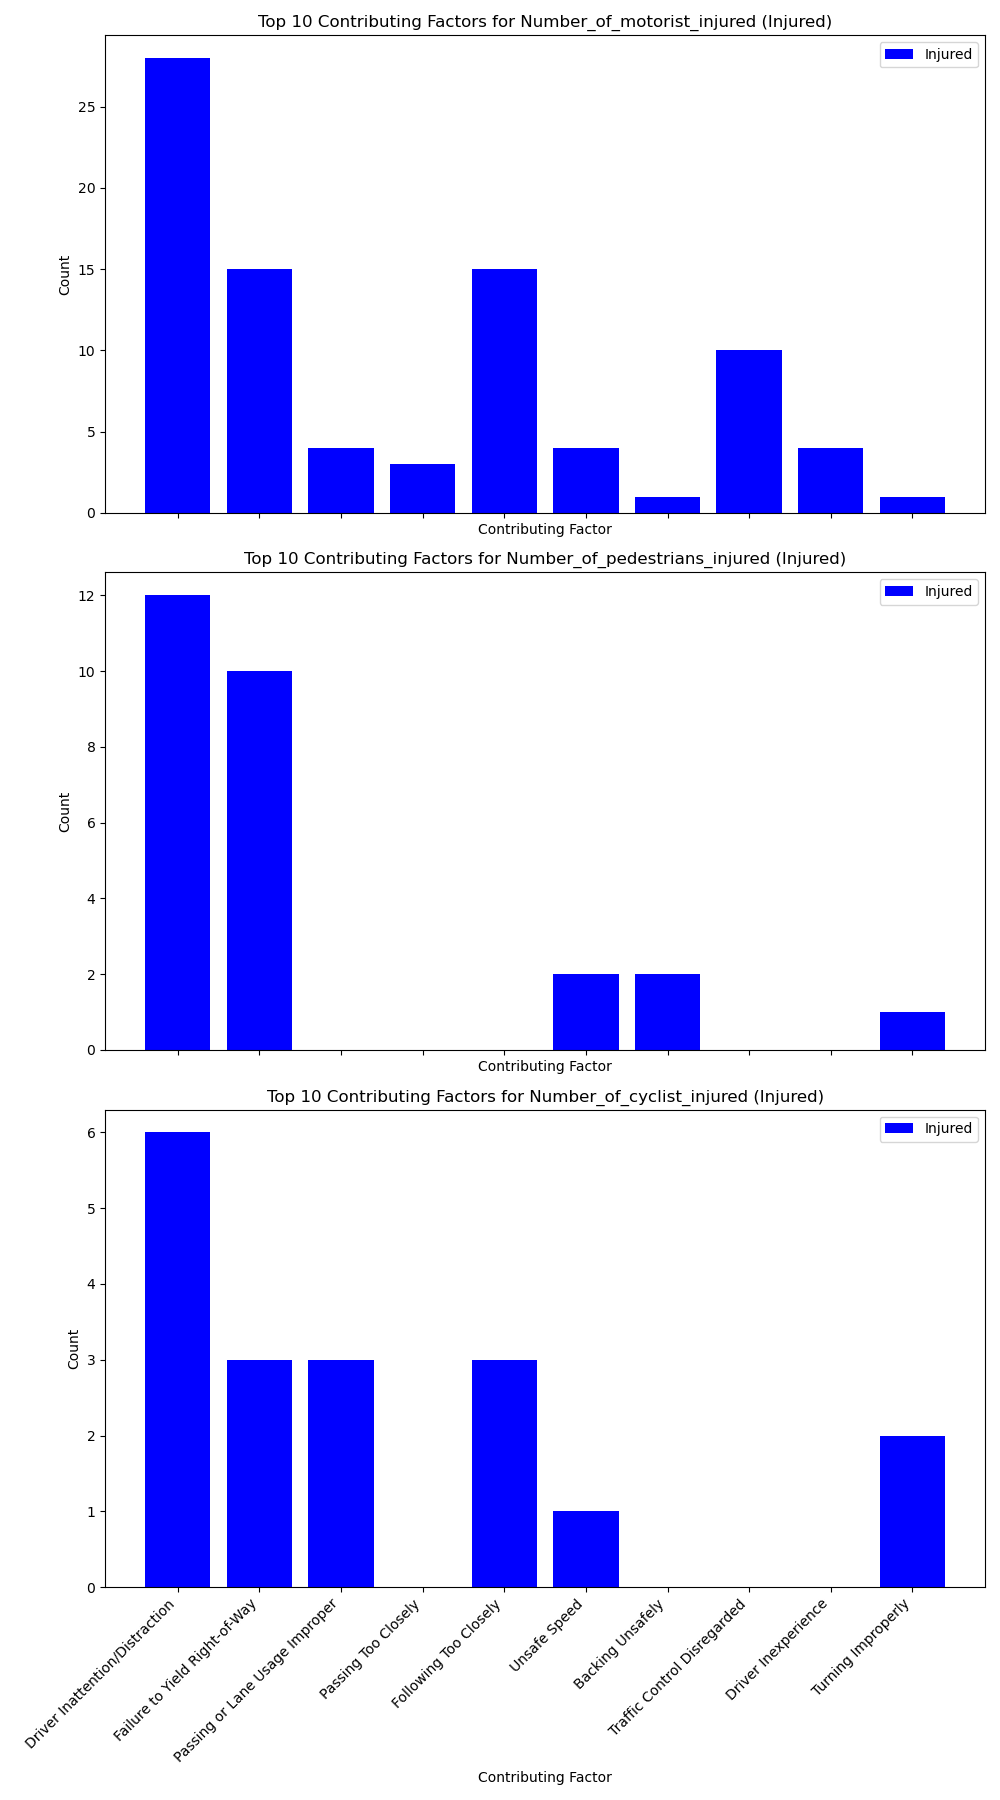 Top 10 Contributing Factors for Number_of_motorist_injured (Injured)
Injured
25
20
15
10
5
0
Count
Contributing Factor
Top 10 Contributing Factors for Number_of_pedestrians_injured (Injured)
Injured
12
10
8
6
4
2
0
Count
Contributing Factor
Top 10 Contributing Factors for Number_of_cyclist_injured (Injured)
Injured
6
5
4
3
2
1
0
Count
Driver Inattention/Distraction
Failure to Yield Right-of-Way
Passing or Lane Usage Improper
Passing Too Closely
Following Too Closely
Unsafe Speed
Backing Unsafely
Traffic Control Disregarded
Driver Inexperience
Turning Improperly
Contributing Factor